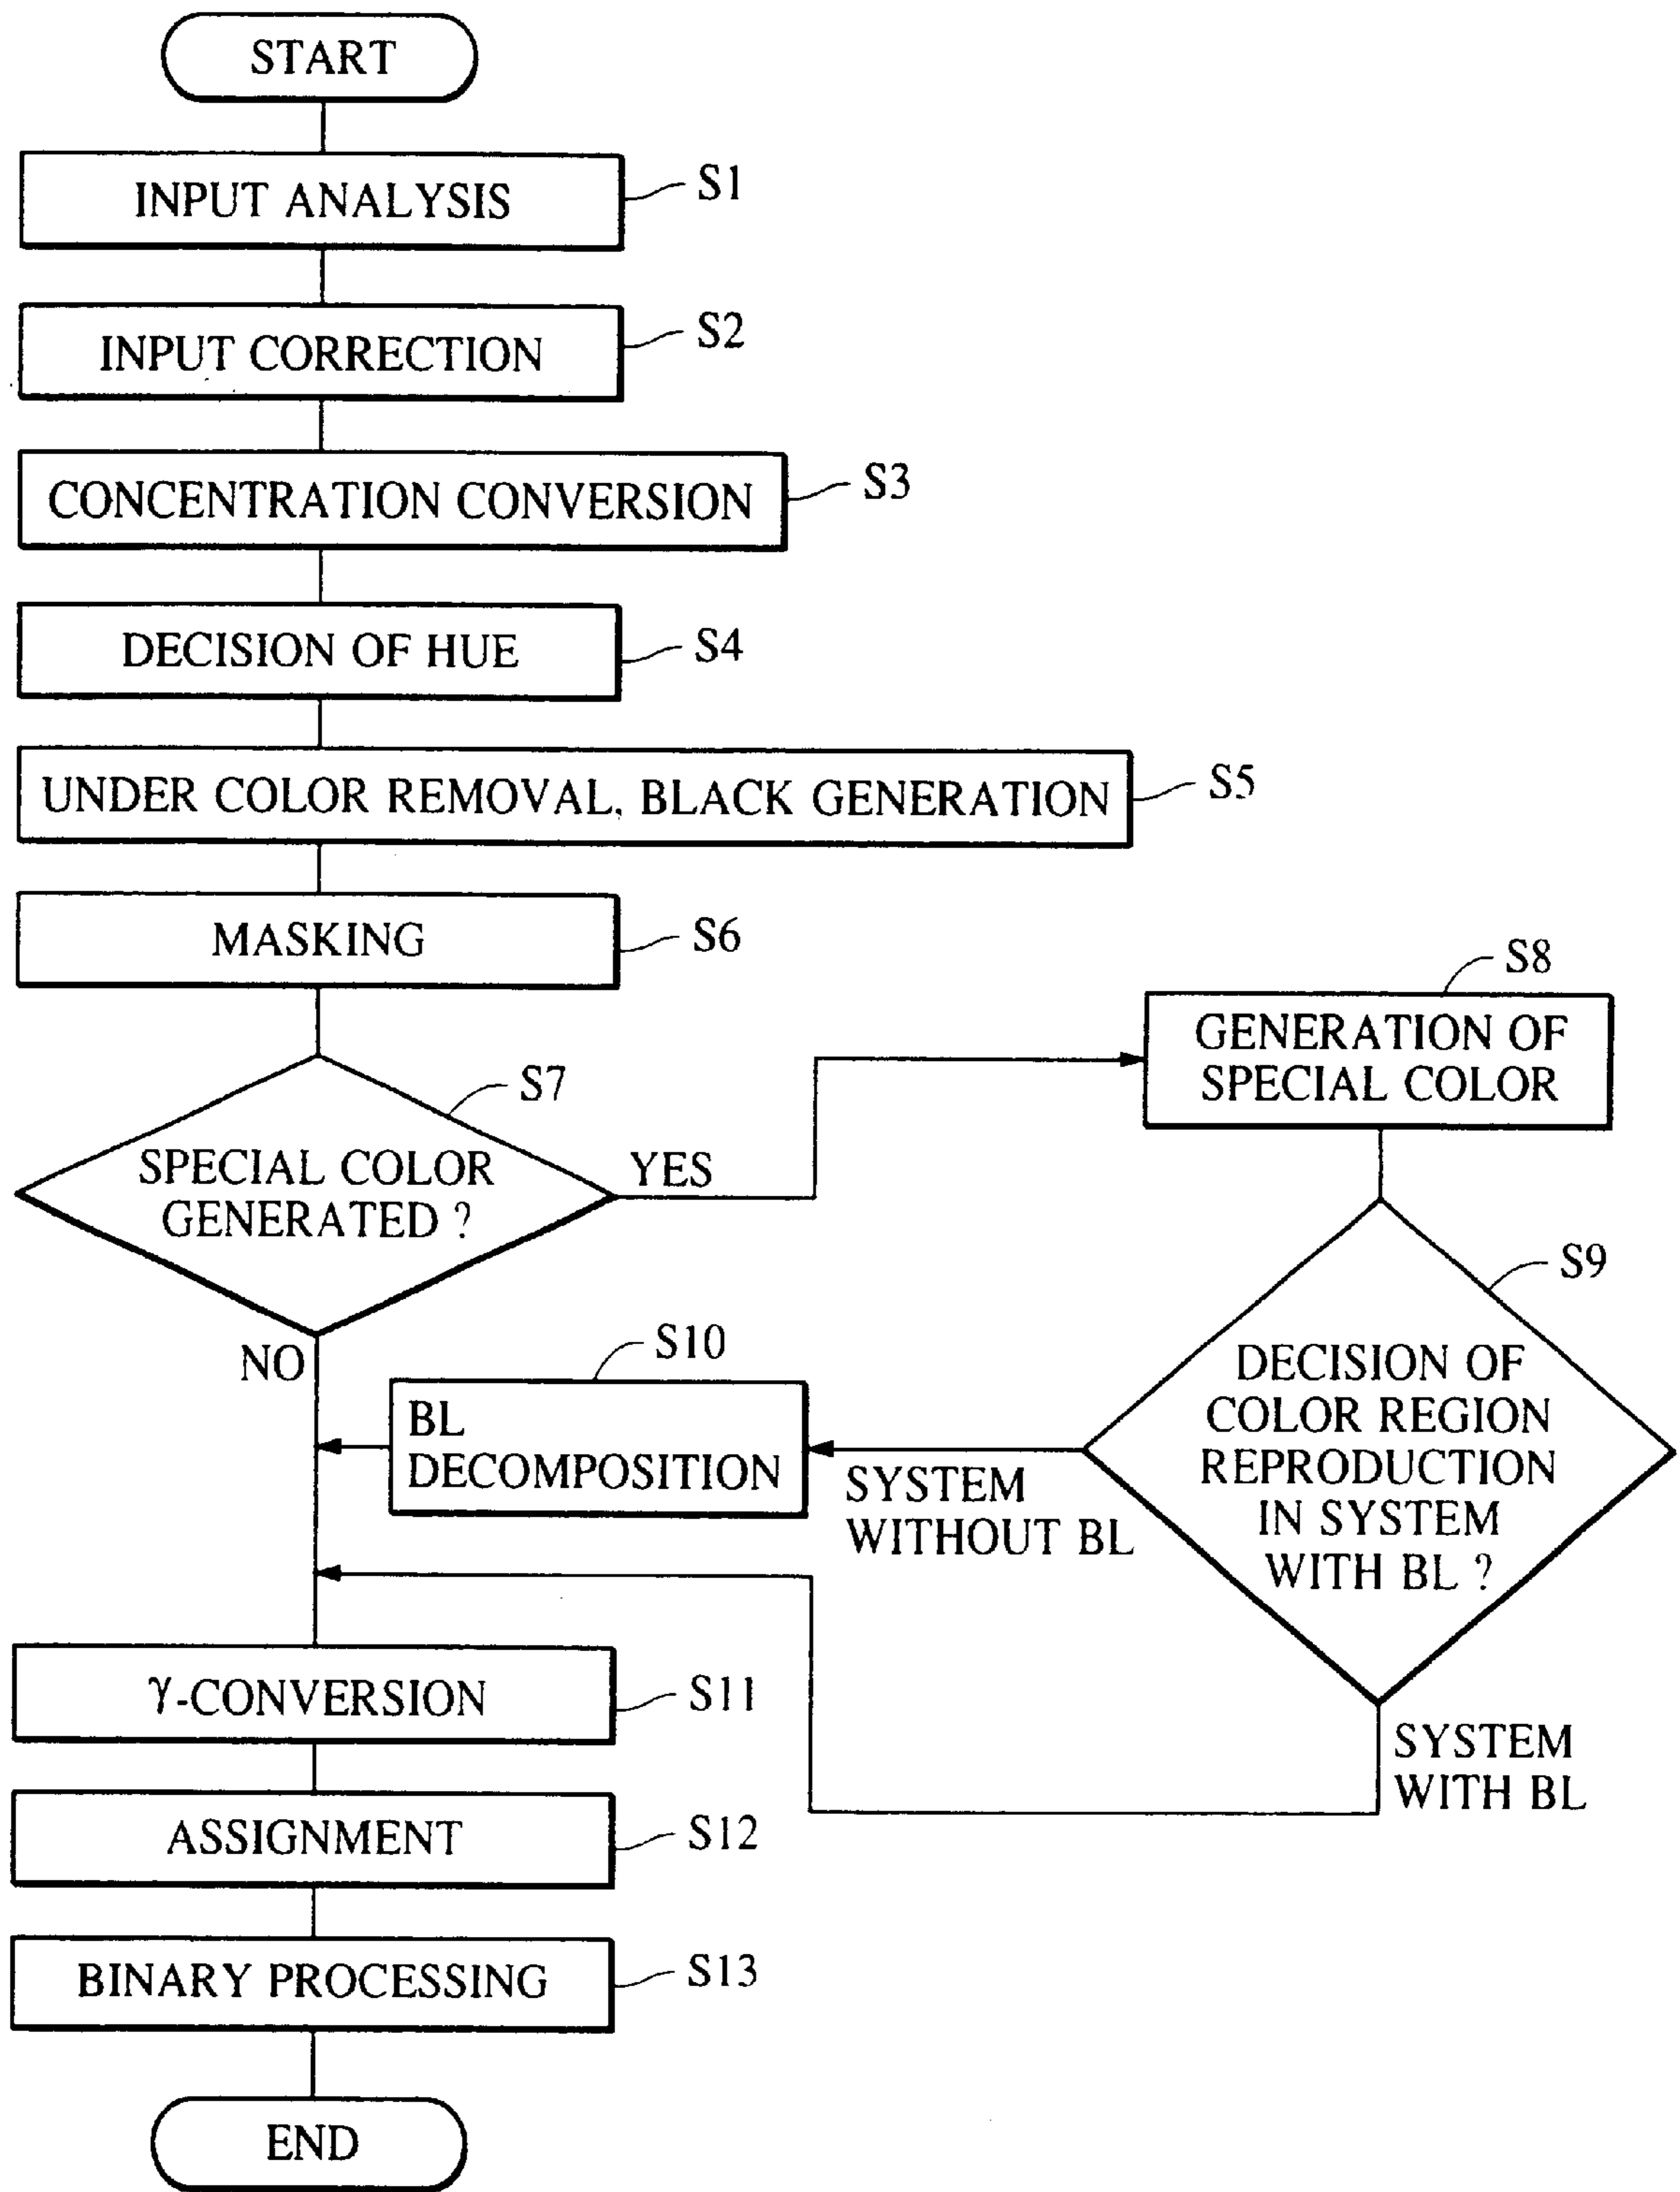 START
INPUT ANALYSIS
S1
INPUT CORRECTION
S2
CONCENTRATION CONVERSION
S3
DECISION OF HUE
S4
UNDER COLOR REMOVAL, BLACK GENERATION
S5
MASKING
S6
SPECIAL COLOR
GENERATED ?
S7
YES
NO
GENERATION OF
SPECIAL COLOR
S8
DECISION OF
COLOR REGION
REPRODUCTION
IN SYSTEM
WITH BL ?
S9
SYSTEM
WITHOUT BL
BL
DECOMPOSITION
S10
SYSTEM
WITH BL
γ-CONVERSION
S11
ASSIGNMENT
S12
BINARY PROCESSING
S13
END